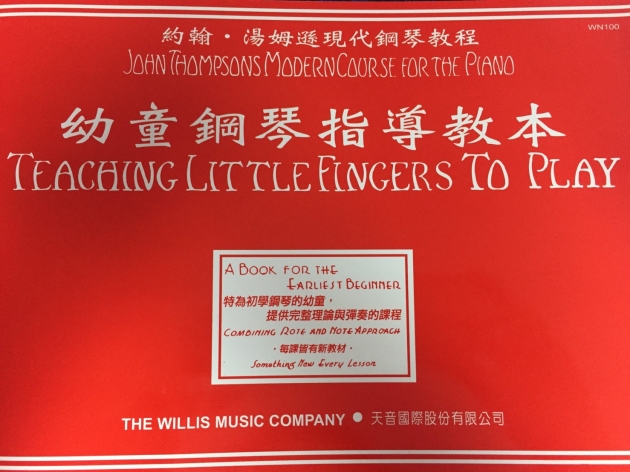 WN100
約翰・湯姆遜現代鋼琴教程
JOHN THOMPSONS MODERN COURSE FOR THE PIANO
幼童鋼琴指導教本
TEACHING LITTLE FINGERS TO PLAY
A BOOK FOR THE
EARLIEST BEGINNER
特為初學鋼琴的幼童，
提供完整理論與彈奏的課程
COMBINING ROTE AND NOTE APPROACH
・每課皆有新教材・
Something New Every Lesson
THE WILLIS MUSIC COMPANY ● 天音國際股份有限公司